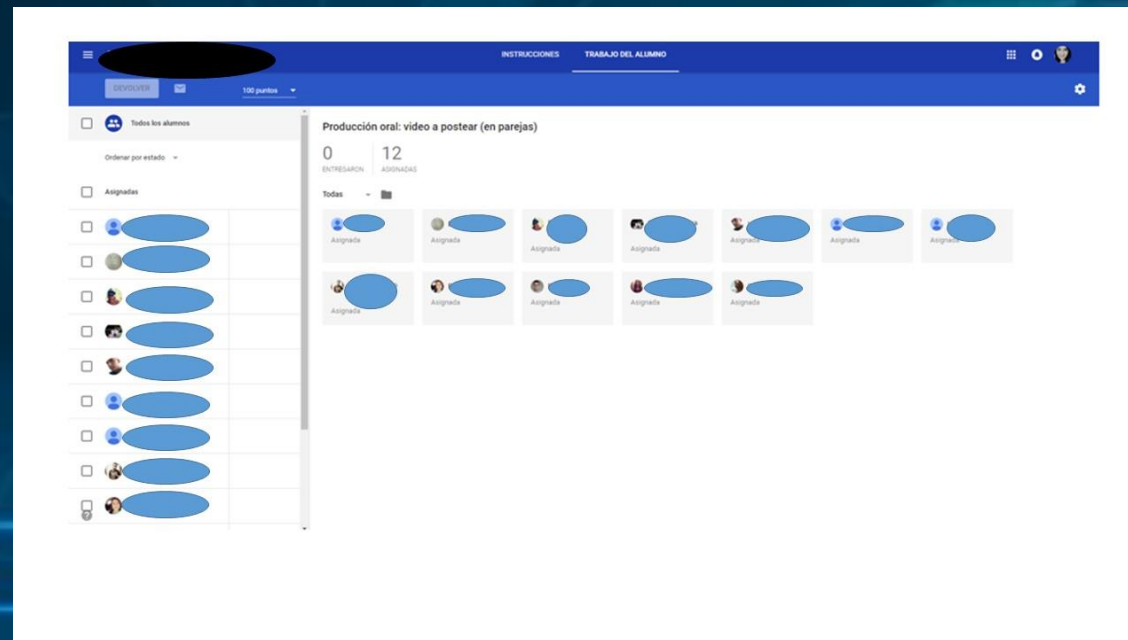 INSTRUCCIONES TRABAJO DEL ALUMNO
DEVOLVER 100 puntos
Todos los alumnos
Ordenar por estado
Asignadas
Producción oral: video a postear (en parejas)
0 12
ENTREGARON ASIGNADAS
Todas
Asignada Asignada Asignada Asignada Asignada Asignada Asignada
Asignada Asignada Asignada Asignada Asignada